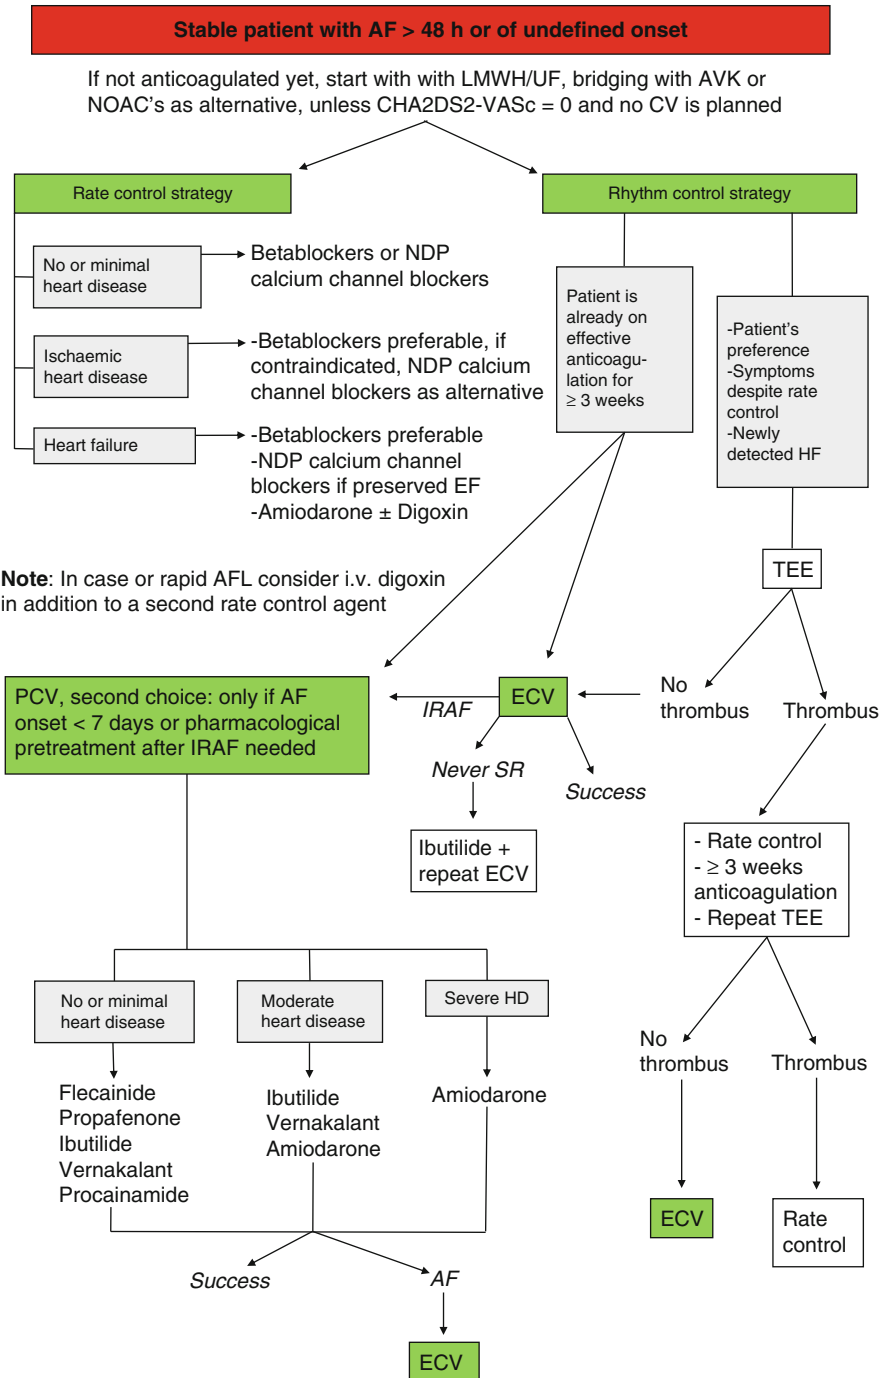 Stable patient with AF > 48 h or of undefined onset
If not anticoagulated yet, start with with LMWH/UF, bridging with AVK or
NOAC's as alternative, unless CHA2DS2-VASc = 0 and no CV is planned
Rate control strategy
No or minimal
heart disease
Betablockers or NDP
calcium channel blockers
Ischaemic
heart disease
-Betablockers preferable, if
contraindicated, NDP calcium
channel blockers as alternative
Heart failure
-Betablockers preferable
-NDP calcium channel
blockers if preserved EF
-Amiodarone ± Digoxin
Note: In case or rapid AFL consider i.v. digoxin
in addition to a second rate control agent
Rhythm control strategy
Patient is
already on
effective
anticoagu-
lation for
≥ 3 weeks
-Patient's
preference
-Symptoms
despite rate
control
-Newly
detected HF
TEE
No
thrombus
Thrombus
ECV
IRAF
Never SR
Success
Ibutilide +
repeat ECV
PCV, second choice: only if AF
onset < 7 days or pharmacological
pretreatment after IRAF needed
- Rate control
- ≥ 3 weeks
anticoagulation
- Repeat TEE
No
thrombus
Thrombus
ECV
Rate
control
No or minimal
heart disease
Moderate
heart disease
Severe HD
Flecainide
Propafenone
Ibutilide
Vernakalant
Procainamide
Ibutilide
Vernakalant
Amiodarone
Amiodarone
Success
AF
ECV